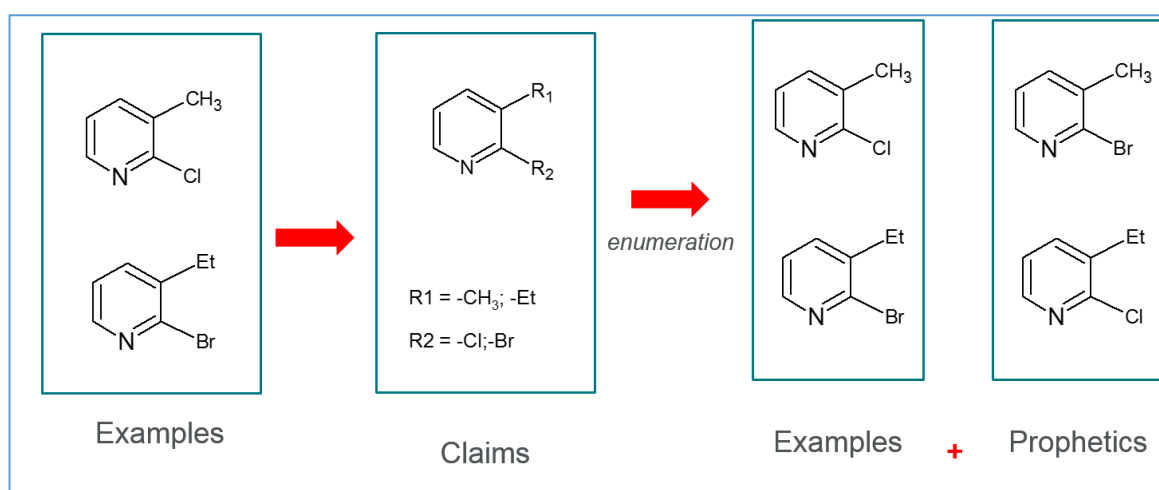 CH3
N
Cl
Et
N
Br
Examples
R1
N
R2
R1 = -CH3; -Et
R2 = -Cl;-Br
Claims
enumeration
CH3
N
Cl
Et
N
Br
Examples
+
CH3
N
Br
Et
N
Cl
Prophetics